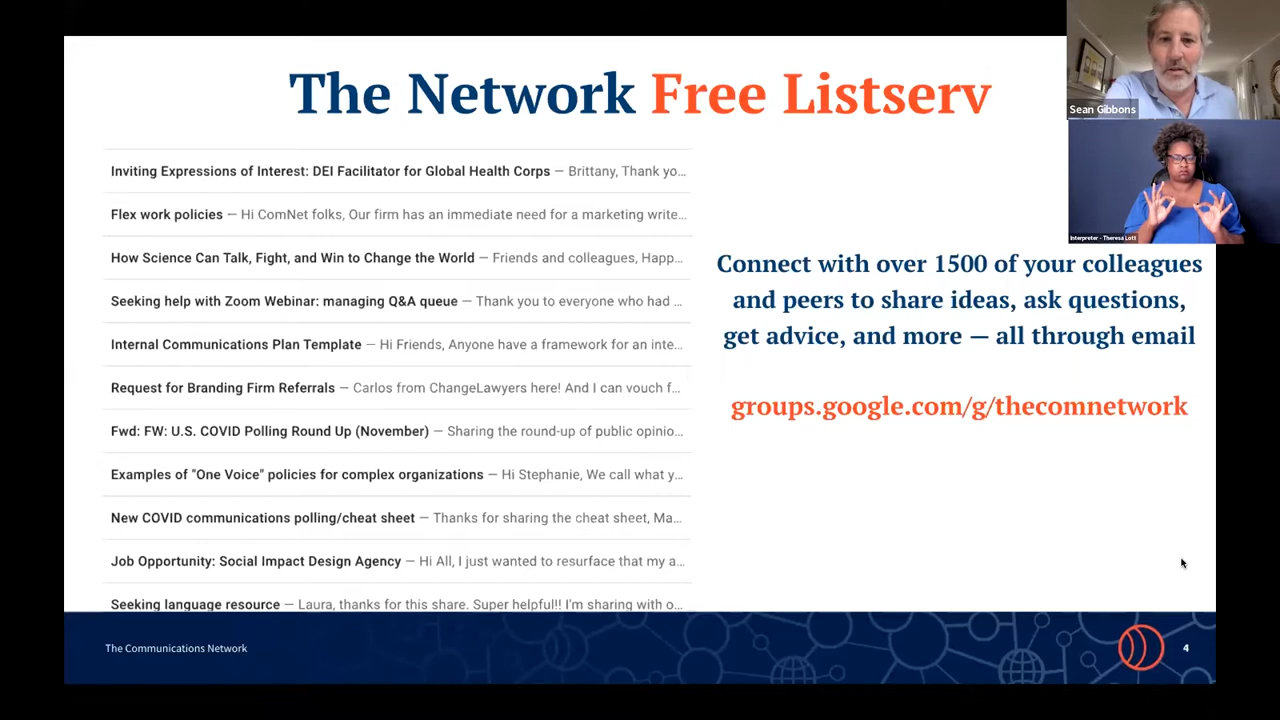 The Network Free Listserv
Sean Gibbons
Interpreter - Theresa Lott
Inviting Expressions of Interest: DEI Facilitator for Global Health Corps — Brittany, Thank yo...
Flex work policies — Hi ComNet folks, Our firm has an immediate need for a marketing write...
How Science Can Talk, Fight, and Win to Change the World — Friends and colleagues, Happ...
Seeking help with Zoom Webinar: managing Q&A queue — Thank you to everyone who had ...
Internal Communications Plan Template — Hi Friends, Anyone have a framework for an inte...
Request for Branding Firm Referrals — Carlos from ChangeLawyers here! And I can vouch f...
Fwd: FW: U.S. COVID Polling Round Up (November) — Sharing the round-up of public opinio...
Examples of "One Voice" policies for complex organizations — Hi Stephanie, We call what y...
New COVID communications polling/cheat sheet — Thanks for sharing the cheat sheet, Ma...
Job Opportunity: Social Impact Design Agency — Hi All, I just wanted to resurface that my a...
Seeking language resource — Laura, thanks for this share. Super helpful!! I'm sharing with o...
Connect with over 1500 of your colleagues
and peers to share ideas, ask questions,
get advice, and more — all through email
groups.google.com/g/thecomnetwork
The Communications Network
4